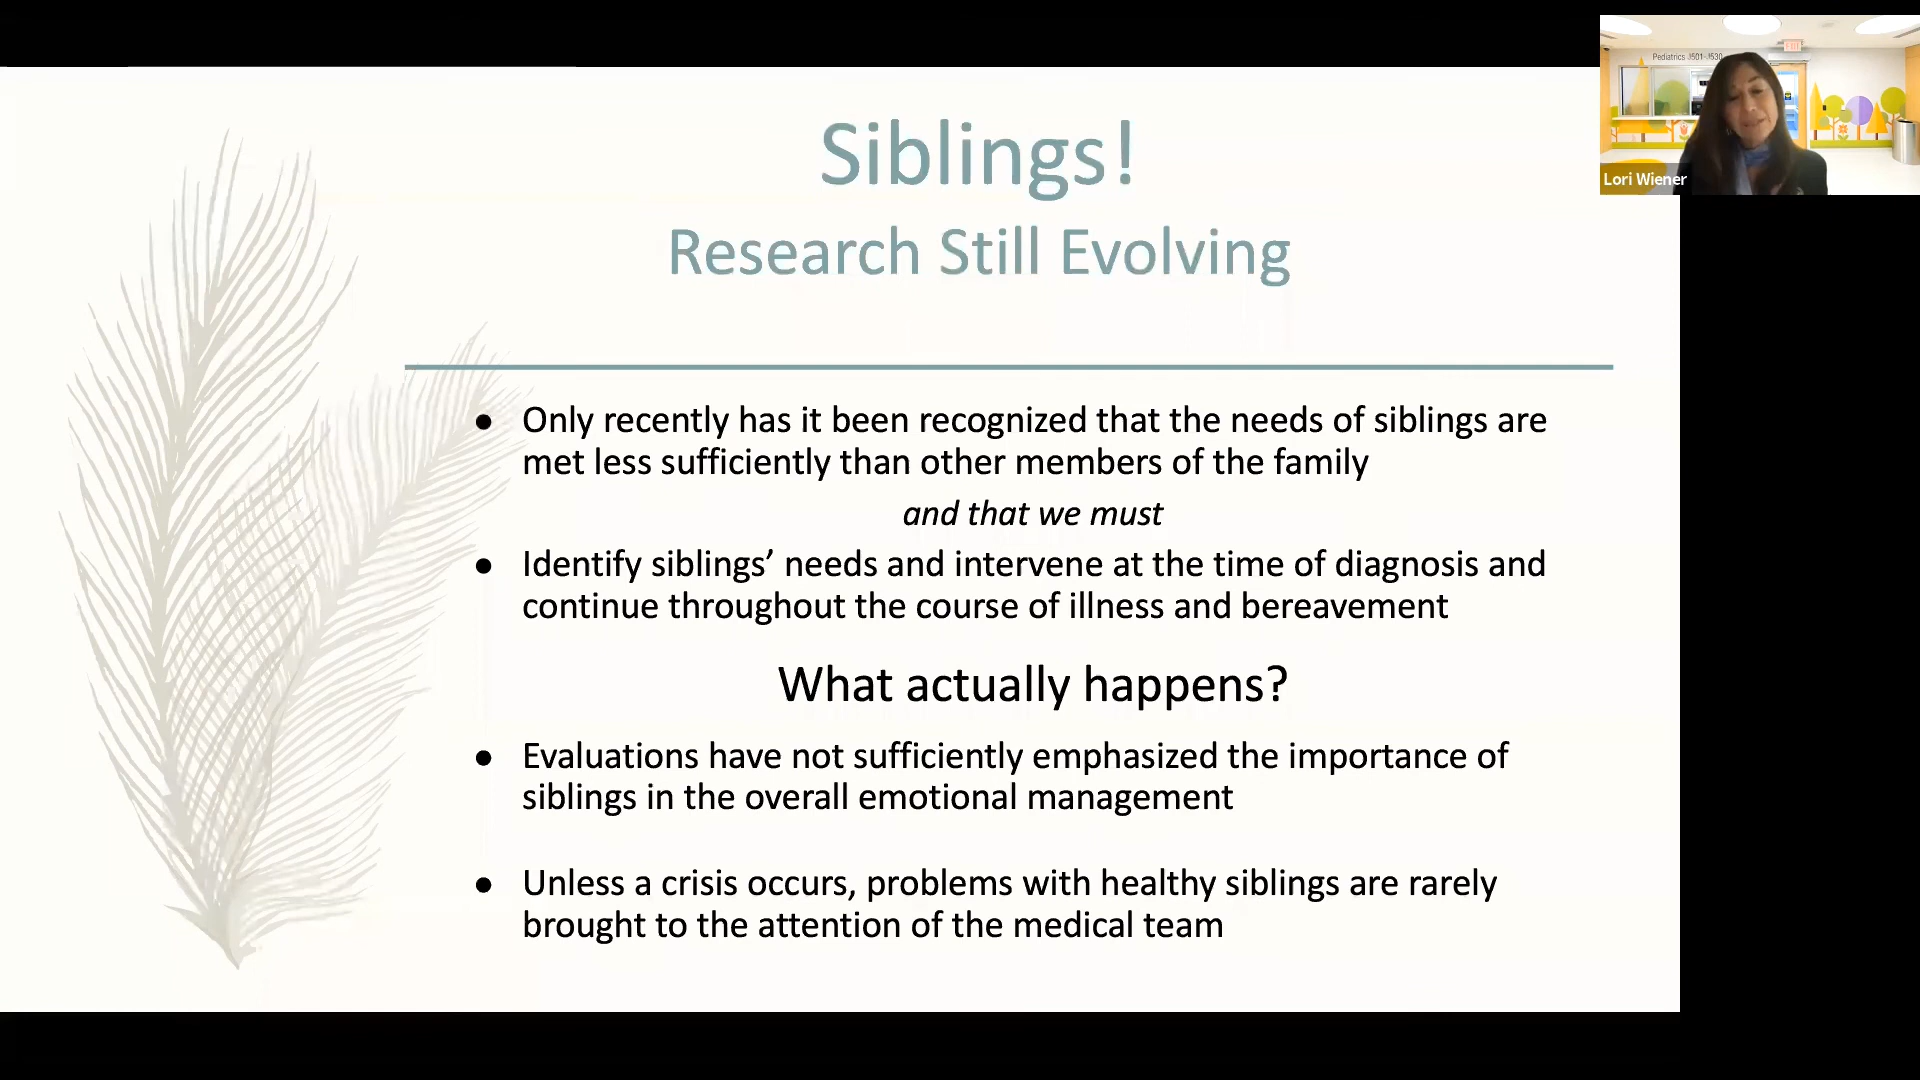 Siblings!
Research Still Evolving
● Only recently has it been recognized that the needs of siblings are
met less sufficiently than other members of the family
and that we must
● Identify siblings’ needs and intervene at the time of diagnosis and
continue throughout the course of illness and bereavement
What actually happens?
● Evaluations have not sufficiently emphasized the importance of
siblings in the overall emotional management
● Unless a crisis occurs, problems with healthy siblings are rarely
brought to the attention of the medical team
Pediatrics 1501-1530
EXIT
Lori Wiener